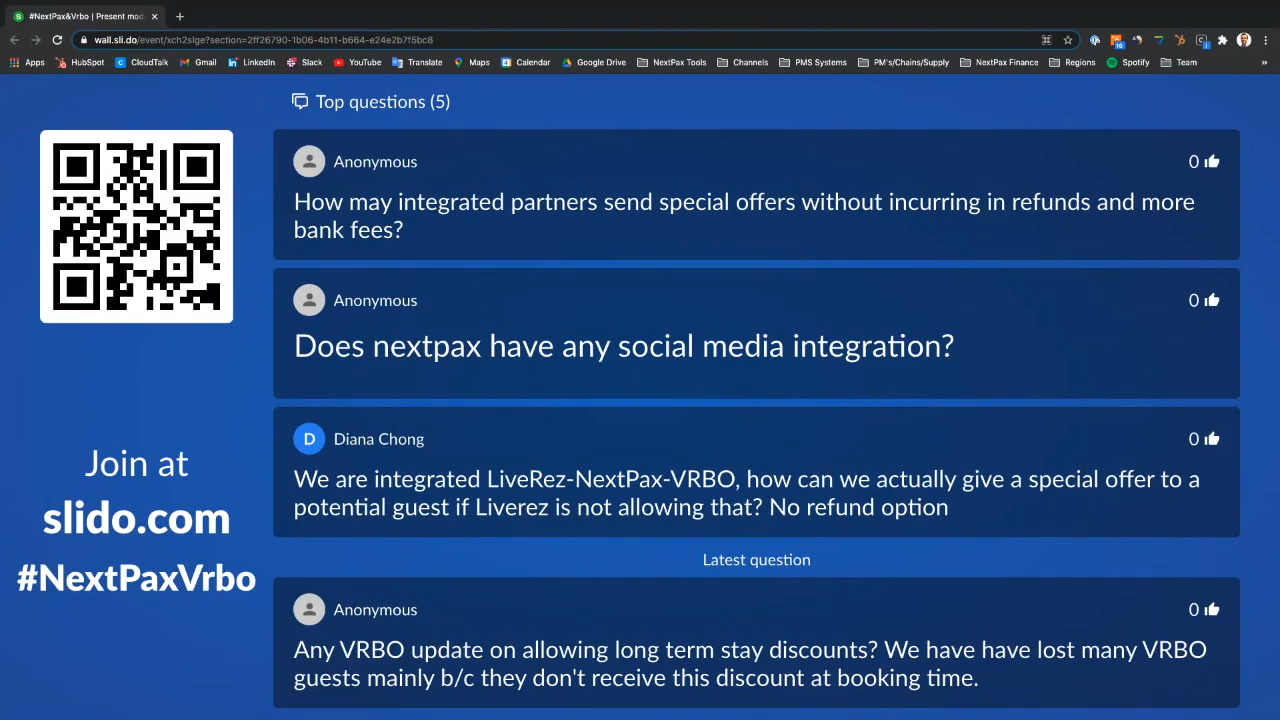 #NextPax&Vrbo | Present mod
wall.sli.do/event/xch2slge?section=2ff26790-1b06-4b11-b664-e24e2b7f5bc8
Apps HubSpot CloudTalk Gmail LinkedIn Slack YouTube Translate Maps Calendar Google Drive NextPax Tools Channels PMS Systems PM's/Chains/Supply NextPax Finance Regions Spotify Team »
Top questions (5)
Anonymous 0
How may integrated partners send special offers without incurring in refunds and more
bank fees?
Anonymous 0
Does nextpax have any social media integration?
D Diana Chong 0
We are integrated LiveRez-NextPax-VRBO, how can we actually give a special offer to a
potential guest if Liverez is not allowing that? No refund option
Latest question
Anonymous 0
Any VRBO update on allowing long term stay discounts? We have have lost many VRBO
guests mainly b/c they don't receive this discount at booking time.
Join at
slido.com
#NextPaxVrbo